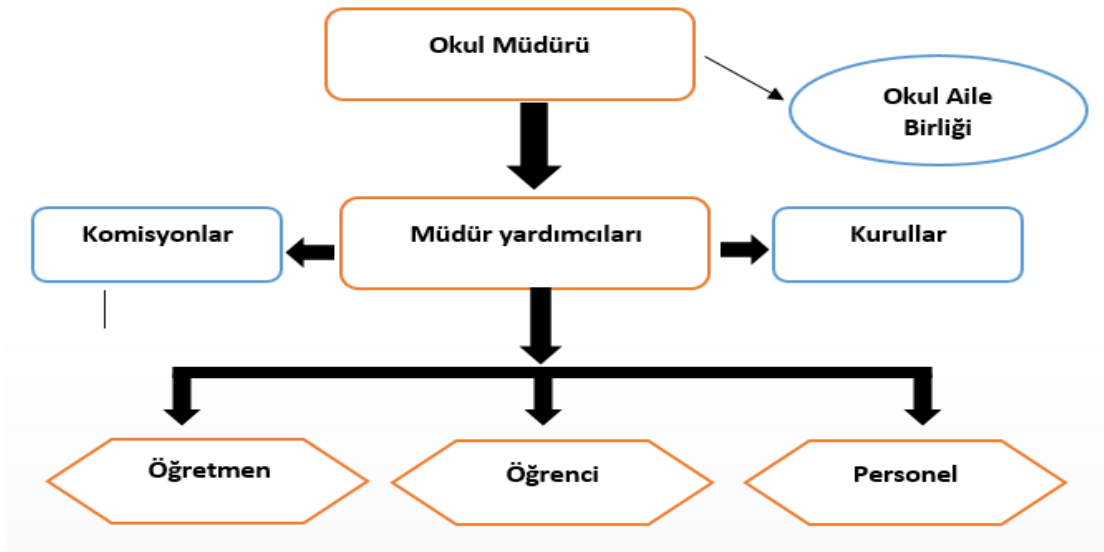 Okul Müdürü
Okul Aile
Birliği
Komisyonlar
Müdür yardımcıları
Kurullar
Öğretmen
Öğrenci
Personel